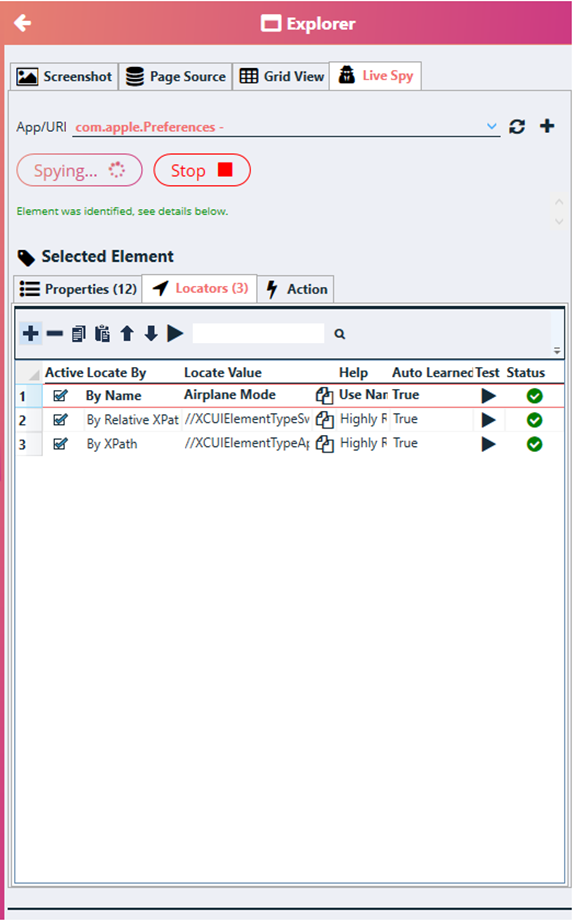 Explorer
Screenshot Page Source Grid View Live Spy
App/URI com.apple.Preferences -
Spying... Stop
Element was identified, see details below.
Selected Element
Properties (12) Locators (3) Action
Active Locate By Locate Value Help Auto Learned Test Status
1 By Name Airplane Mode Use Nar True
2 By Relative XPat //XCUIElementTypeSv Highly R True
3 By XPath //XCUIElementTypeAp Highly R True